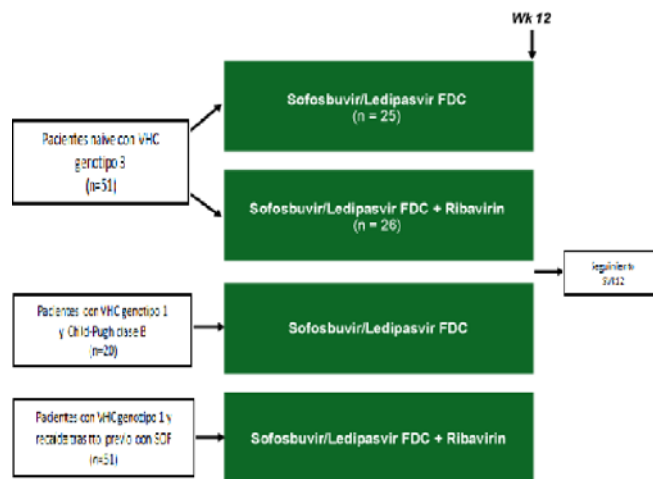 Wk 12
Sofosbuvir/Ledipasvir FDC
(n = 25)
Pacientes naive con VHC
genotipo 3
(n=51)
Sofosbuvir/Ledipasvir FDC + Ribavirin
(n = 26)
Seguimiento
SVR12
Pacientes con VHC genotipo 1
y Child-Pugh clase B
(n=20)
Sofosbuvir/Ledipasvir FDC
Pacientes con VHC genotipo 1 y
recaida tras tto previo con SOF
(n=51)
Sofosbuvir/Ledipasvir FDC + Ribavirin